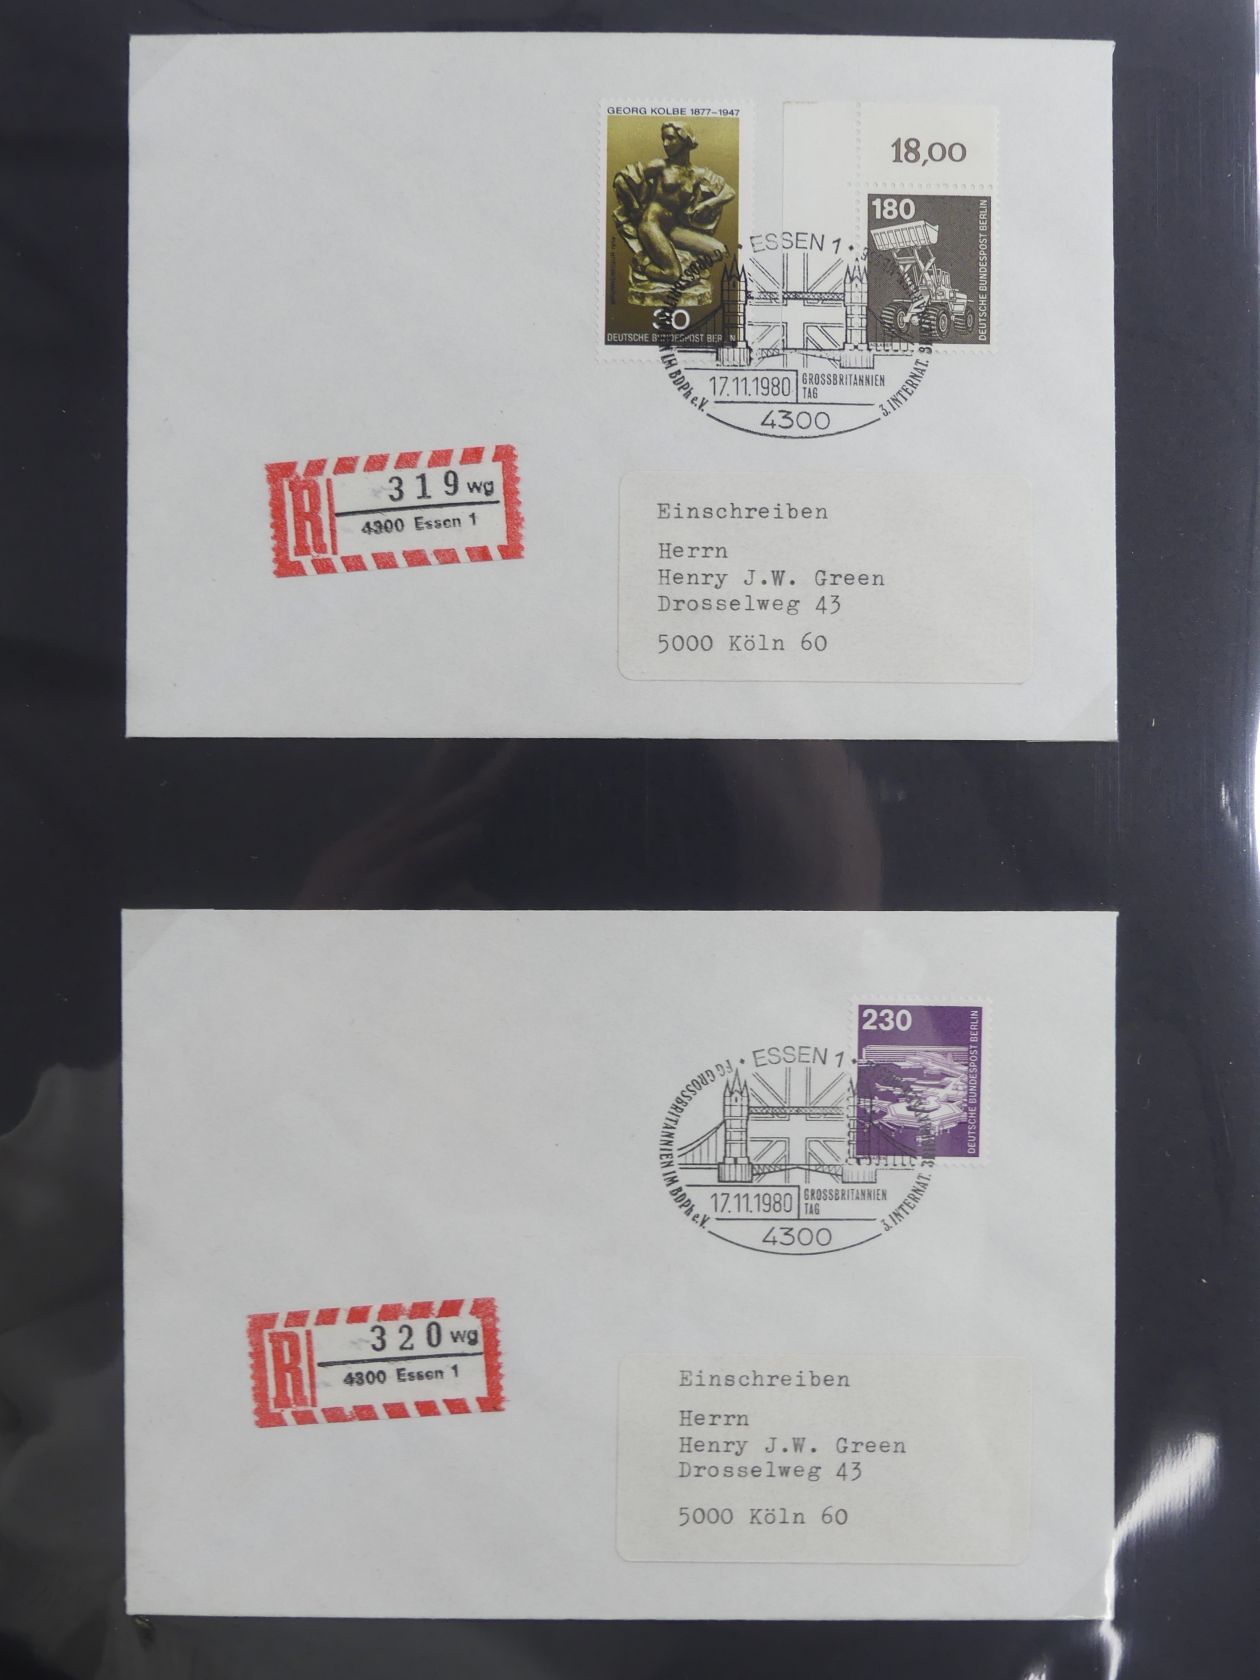 GEORG KOLBE 1877–1947
30
DEUTSCHE BUNDESPOST BERLIN
18,00
180
DEUTSCHE BUNDESPOST BERLIN
• ESSEN 1 •
IM BDPh e.V.
3. INTERNAT.
17.11.1980
GROSSBRITANNIEN
TAG
4300
R
319 wg
4300 Essen 1
Einschreiben
Herrn
Henry J.W. Green
Drosselweg 43
5000 Köln 60
230
DEUTSCHE BUNDESPOST BERLIN
• ESSEN 1 •
FG GROSSBRITANNIEN IM BDPh e.V.
3. INTERNAT.
17.11.1980
GROSSBRITANNIEN
TAG
4300
R
320 wg
4300 Essen 1
Einschreiben
Herrn
Henry J.W. Green
Drosselweg 43
5000 Köln 60